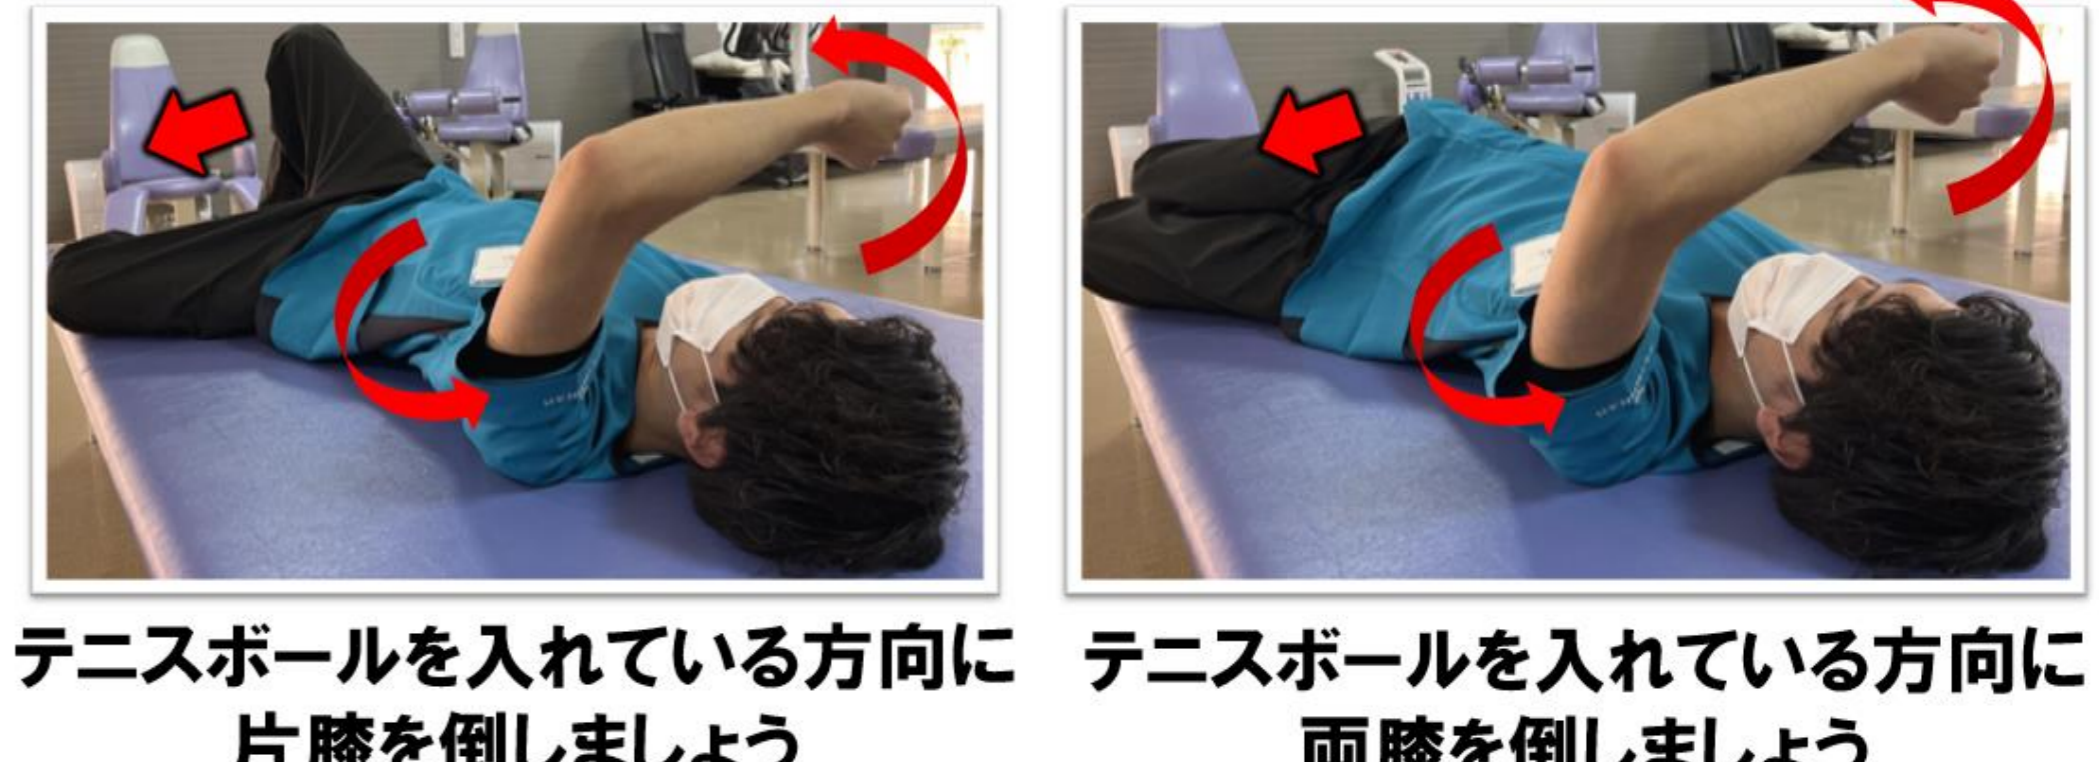 テニスボールを入れている方向に
片膝を倒しましょう
テニスボールを入れている方向に
両膝を倒しましょう